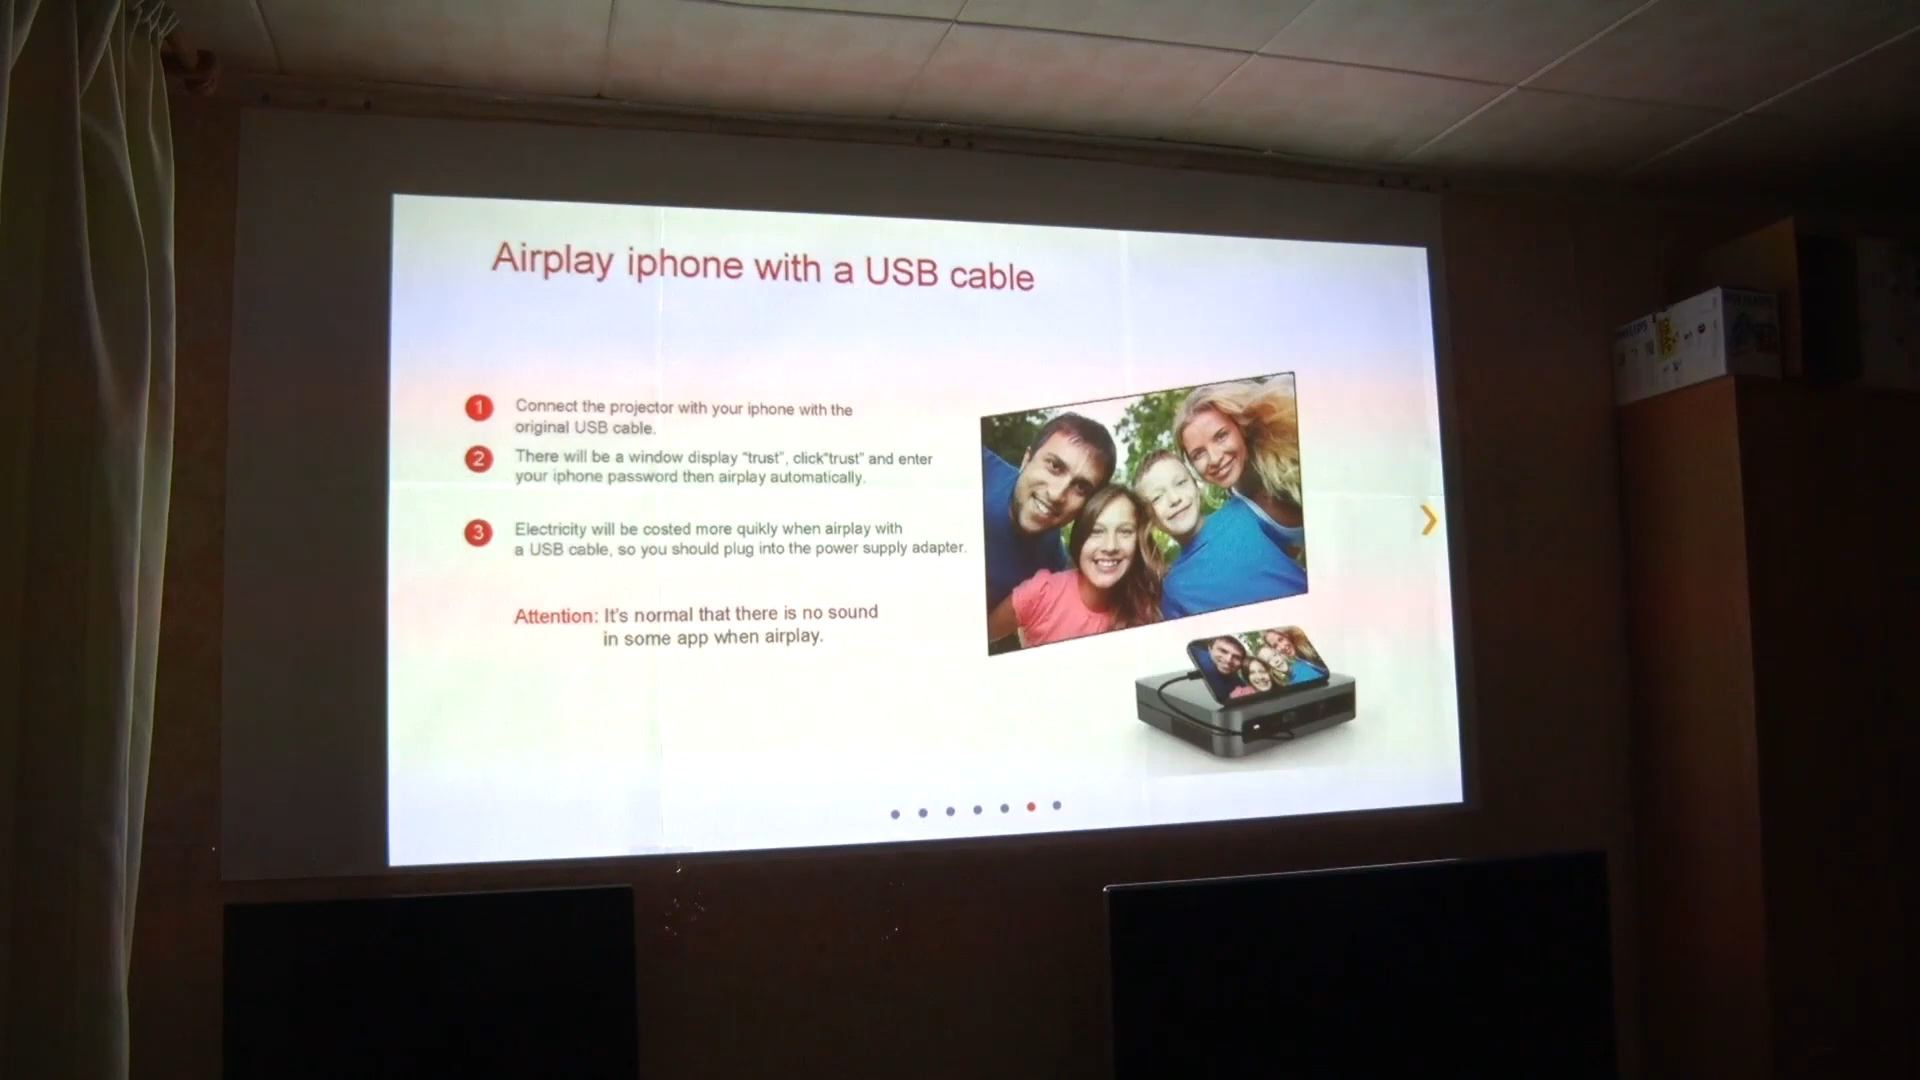 Airplay iphone with a USB cable
1 Connect the projector with your iphone with the
original USB cable.
2 There will be a window display “trust”, click“trust” and enter
your iphone password then airplay automatically.
3 Electricity will be costed more quikly when airplay with
a USB cable, so you should plug into the power supply adapter.
Attention: It's normal that there is no sound
in some app when airplay.